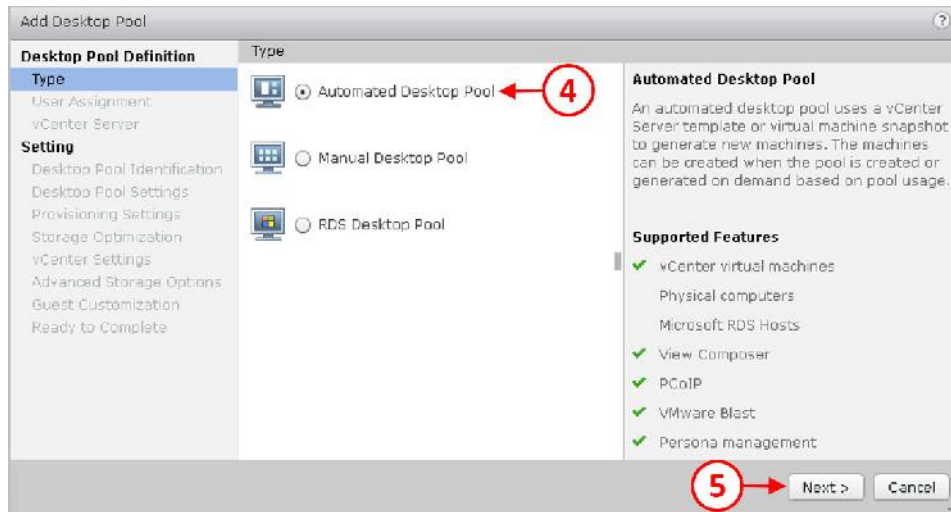 Add Desktop Pool
?
Desktop Pool Definition
Type
User Assignment
vCenter Server
Setting
Desktop Pool Identification
Desktop Pool Settings
Provisioning Settings
Storage Optimization
vCenter Settings
Advanced Storage Options
Guest Customization
Ready to Complete
Type
Automated Desktop Pool
4
Manual Desktop Pool
RDS Desktop Pool
Automated Desktop Pool
An automated desktop pool uses a vCenter
Server template or virtual machine snapshot
to generate new machines. The machines
can be created when the pool is created or
generated on demand based on pool usage.
Supported Features
vCenter virtual machines
Physical computers
Microsoft RDS Hosts
View Composer
PCoIP
VMware Blast
Persona management
5
Next >
Cancel